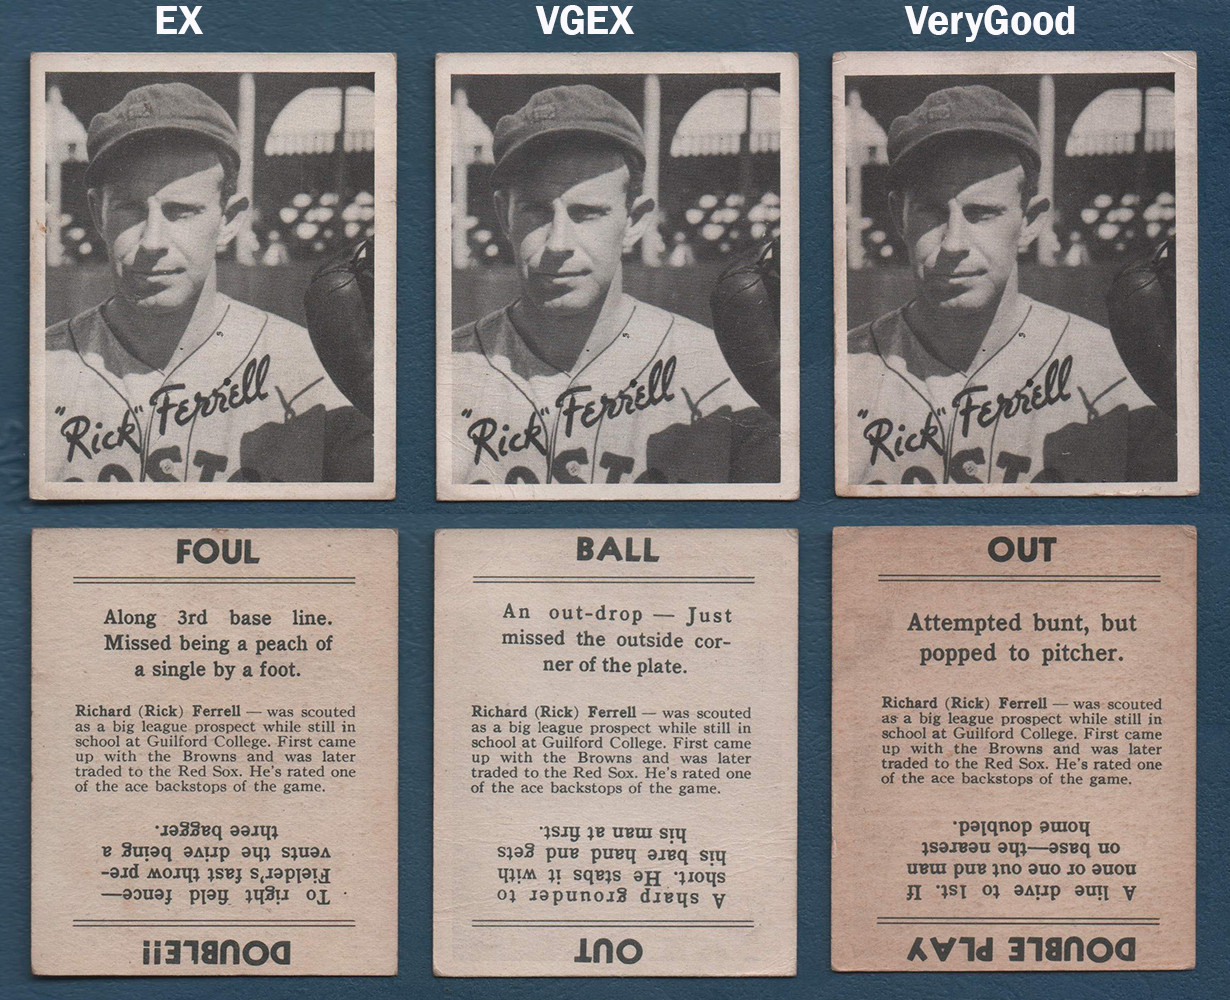 EX
VGEX
VeryGood
"Rick" Ferrell
BOSTO
"Rick" Ferrell
OST
"Rick" Ferrell
OSTO
FOUL
Along 3rd base line.
Missed being a peach of
a single by a foot.
Richard (Rick) Ferrell — was scouted
as a big league prospect while still in
school at Guilford College. First came
up with the Browns and was later
traded to the Red Sox. He's rated one
of the ace backstops of the game.
DOUBLE!!
To right field fence—
Fielder's fast throw pre-
vents the drive being a
three bagger.
BALL
An out-drop — Just
missed the outside cor-
ner of the plate.
Richard (Rick) Ferrell — was scouted
as a big league prospect while still in
school at Guilford College. First came
up with the Browns and was later
traded to the Red Sox. He's rated one
of the ace backstops of the game.
OUT
A sharp grounder to
short. He stabs it with
his bare hand and gets
his man at first.
OUT
Attempted bunt, but
popped to pitcher.
Richard (Rick) Ferrell — was scouted
as a big league prospect while still in
school at Guilford College. First came
up with the Browns and was later
traded to the Red Sox. He's rated one
of the ace backstops of the game.
DOUBLE PLAY
A line drive to 1st. If
none or one out and man
on the base—the nearest
home doubled.